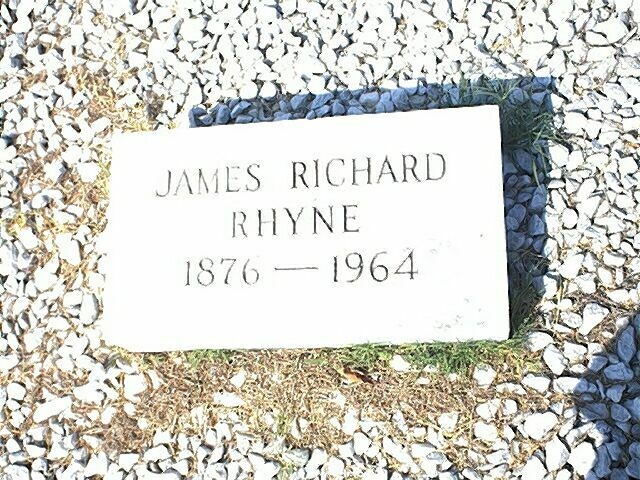 JAMES RICHARD
RHYNE
1876 — 1964